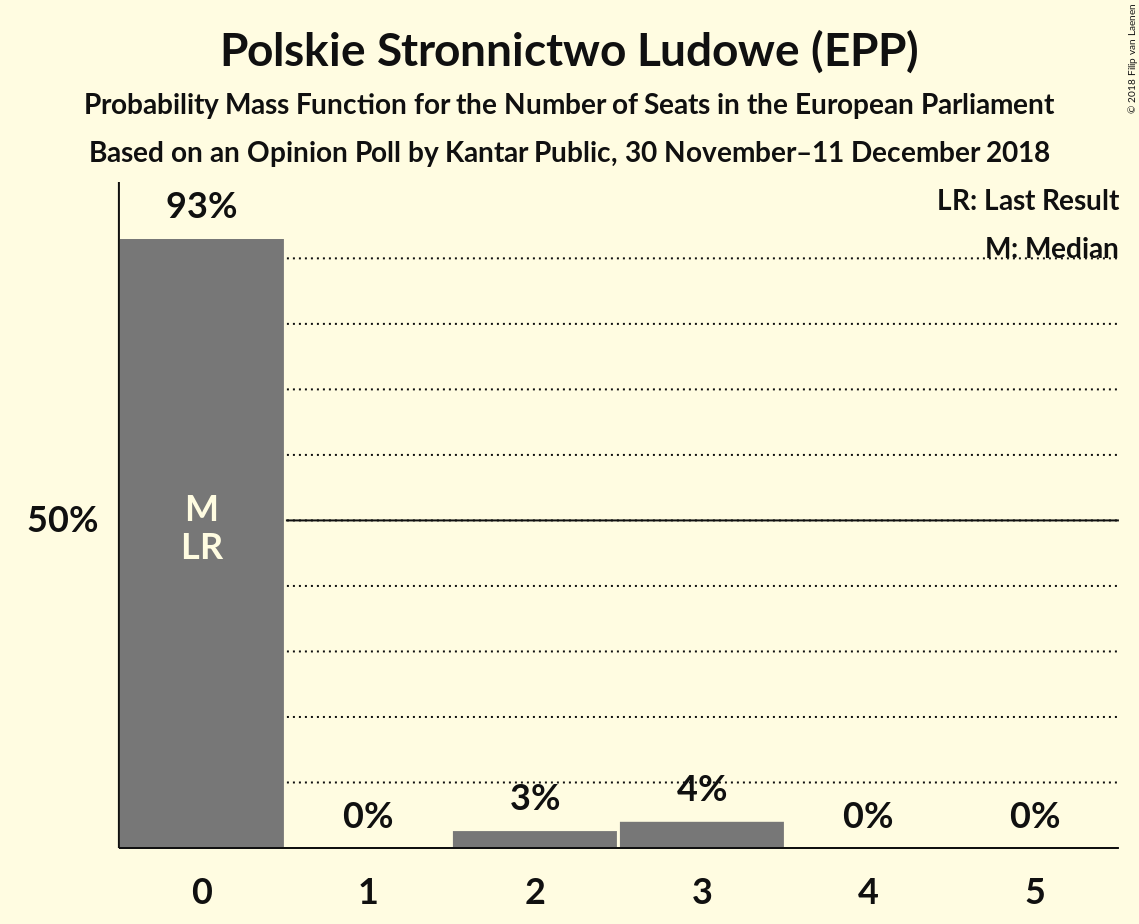 Polskie Stronnictwo Ludowe (EPP)
Probability Mass Function for the Number of Seats in the European Parliament
Based on an Opinion Poll by Kantar Public, 30 November–11 December 2018
© 2018 Filip van Laenen
LR: Last Result
M: Median
93%
50%
M
LR
0%
3%
4%
0%
0%
0
1
2
3
4
5